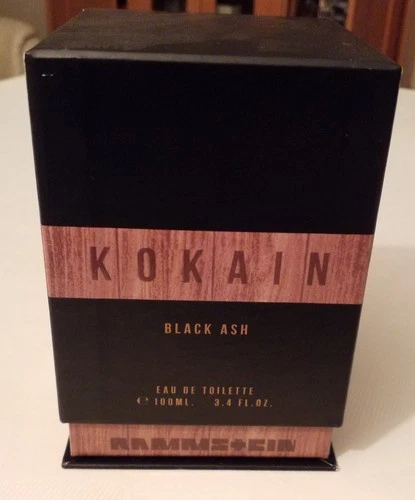 KOKAIN
BLACK ASH
EAU DE TOILETTE
℮ 100ML. 3.4 FL.OZ.
RAMMSTEIN